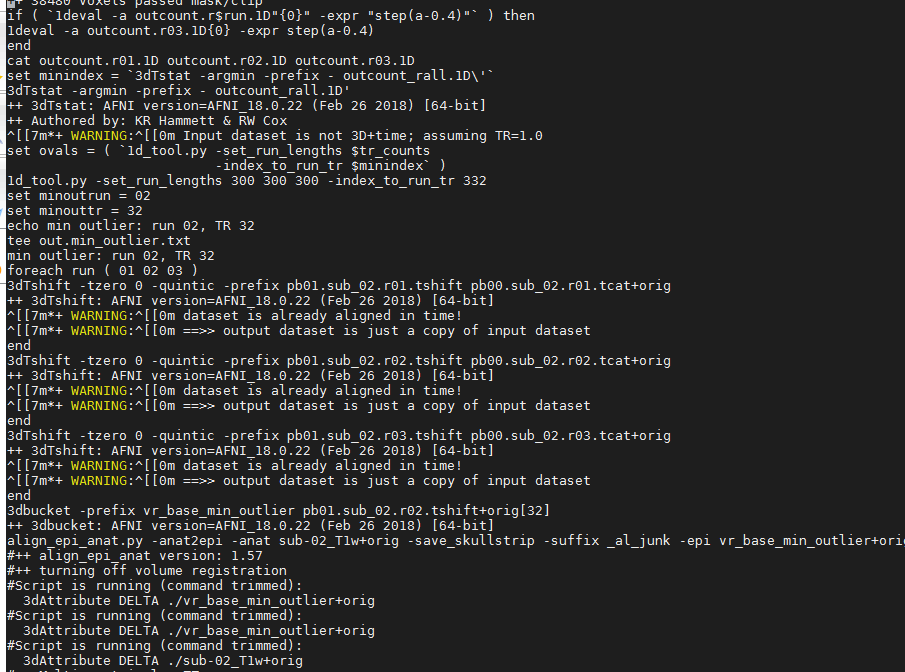 ++ 38480 voxels passed mask/clip
if ( `1deval -a outcount.r$run.1D"{0}" -expr "step(a-0.4)"` ) then
1deval -a outcount.r03.1D{0} -expr step(a-0.4)
end
cat outcount.r01.1D outcount.r02.1D outcount.r03.1D
set minindex = `3dTstat -argmin -prefix - outcount_rall.1D\'`
3dTstat -argmin -prefix - outcount_rall.1D'
++ 3dTstat: AFNI version=AFNI_18.0.22 (Feb 26 2018) [64-bit]
++ Authored by: KR Hammett & RW Cox
^[[7m*+ WARNING:^[[0m Input dataset is not 3D+time; assuming TR=1.0
set ovals = ( `1d_tool.py -set_run_lengths $tr_counts
-index_to_run_tr $minindex` )
1d_tool.py -set_run_lengths 300 300 300 -index_to_run_tr 332
set minoutrun = 02
set minouttr = 32
echo min outlier: run 02, TR 32
tee out.min_outlier.txt
min outlier: run 02, TR 32
foreach run ( 01 02 03 )
3dTshift -tzero 0 -quintic -prefix pb01.sub_02.r01.tshift pb00.sub_02.r01.tcat+orig
++ 3dTshift: AFNI version=AFNI_18.0.22 (Feb 26 2018) [64-bit]
^[[7m*+ WARNING:^[[0m dataset is already aligned in time!
^[[7m*+ WARNING:^[[0m ==>> output dataset is just a copy of input dataset
end
3dTshift -tzero 0 -quintic -prefix pb01.sub_02.r02.tshift pb00.sub_02.r02.tcat+orig
++ 3dTshift: AFNI version=AFNI_18.0.22 (Feb 26 2018) [64-bit]
^[[7m*+ WARNING:^[[0m dataset is already aligned in time!
^[[7m*+ WARNING:^[[0m ==>> output dataset is just a copy of input dataset
end
3dTshift -tzero 0 -quintic -prefix pb01.sub_02.r03.tshift pb00.sub_02.r03.tcat+orig
++ 3dTshift: AFNI version=AFNI_18.0.22 (Feb 26 2018) [64-bit]
^[[7m*+ WARNING:^[[0m dataset is already aligned in time!
^[[7m*+ WARNING:^[[0m ==>> output dataset is just a copy of input dataset
end
3dbucket -prefix vr_base_min_outlier pb01.sub_02.r02.tshift+orig[32]
++ 3dbucket: AFNI version=AFNI_18.0.22 (Feb 26 2018) [64-bit]
align_epi_anat.py -anat2epi -anat sub-02_T1w+orig -save_skullstrip -suffix _al_junk -epi vr_base_min_outlier+orig
#++ align_epi_anat version: 1.57
#++ turning off volume registration
#Script is running (command trimmed):
3dAttribute DELTA ./vr_base_min_outlier+orig
#Script is running (command trimmed):
3dAttribute DELTA ./vr_base_min_outlier+orig
#Script is running (command trimmed):
3dAttribute DELTA ./sub-02_T1w+orig